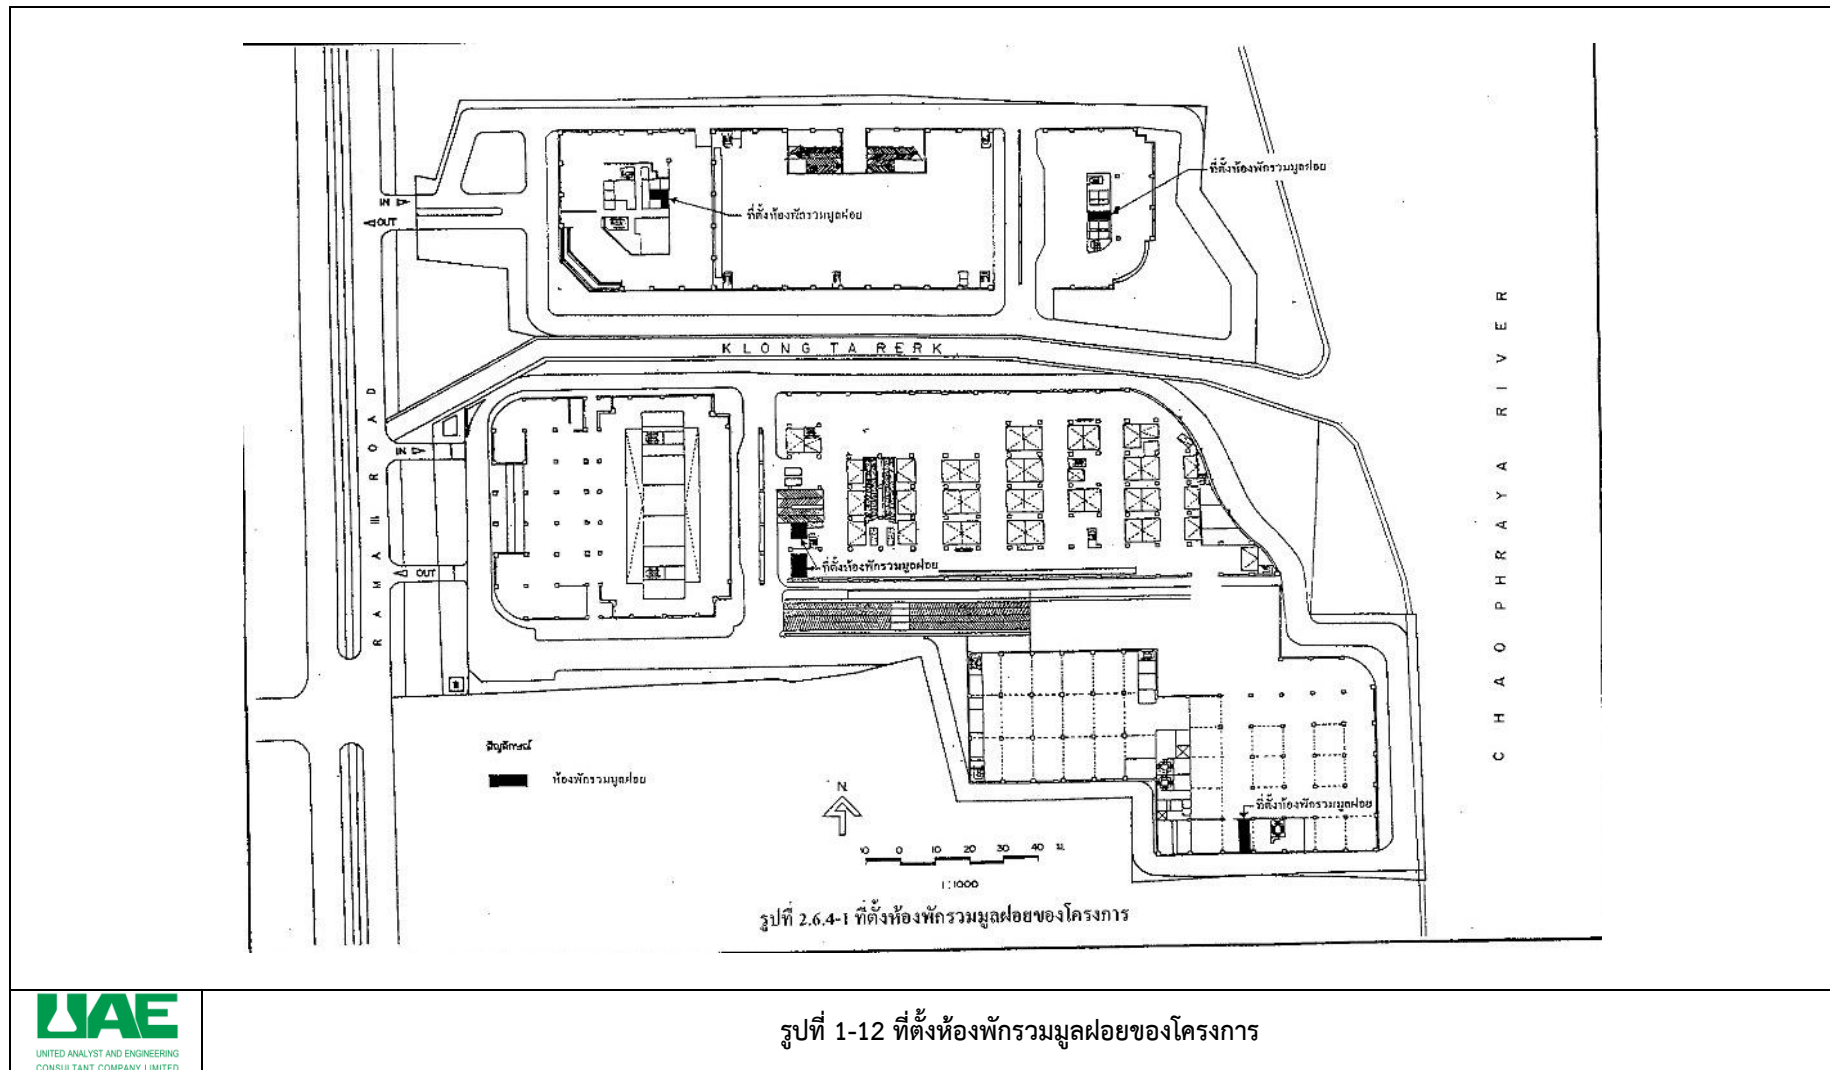 ที่ตั้งห้องพักรวมมูลฝอย
IN
OUT
ที่ตั้งห้องพักรวมมูลฝอย
KLONG TA RERK
RAMA III ROAD
CHAOPHRAYA RIVER
IN
OUT
ที่ตั้งห้องพักรวมมูลฝอย
สัญลักษณ์
ห้องพักรวมมูลฝอย
N
ที่ตั้งห้องพักรวมมูลฝอย
10 0 10 20 30 40 ม.
1:1000
รูปที่ 2.6.4-1 ที่ตั้งห้องพักรวมมูลฝอยของโครงการ
UAE
UNITED ANALYST AND ENGINEERING
CONSULTANT COMPANY LIMITED
รูปที่ 1-12 ที่ตั้งห้องพักรวมมูลฝอยของโครงการ